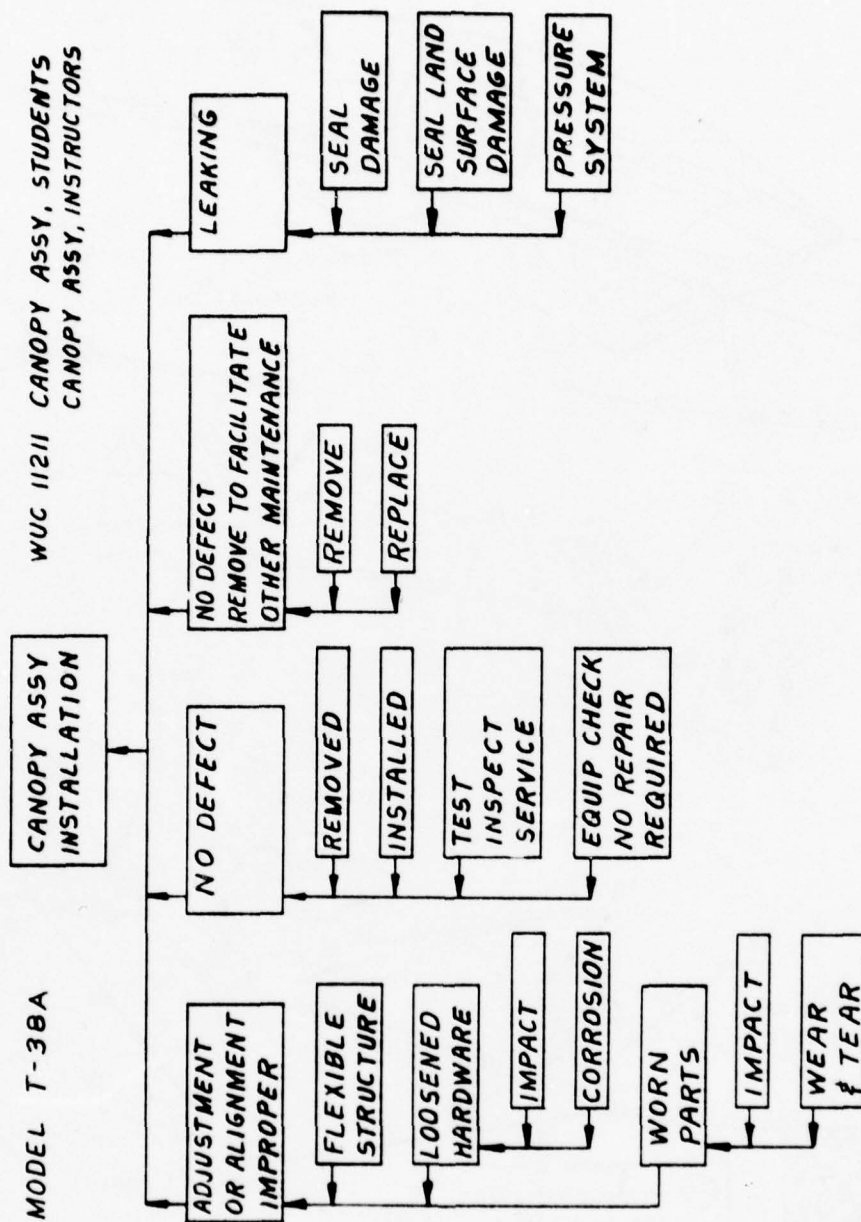 MODEL T-38A
WUC 11211 CANOPY ASSY, STUDENTS
CANOPY ASSY, INSTRUCTORS
CANOPY ASSY
INSTALLATION
ADJUSTMENT
OR ALIGNMENT
IMPROPER
FLEXIBLE
STRUCTURE
LOOSENED
HARDWARE
IMPACT
CORROSION
WORN
PARTS
IMPACT
WEAR
& TEAR
NO DEFECT
REMOVED
INSTALLED
TEST
INSPECT
SERVICE
EQUIP CHECK
NO REPAIR
REQUIRED
NO DEFECT
REMOVE TO FACILITATE
OTHER MAINTENANCE
REMOVE
REPLACE
LEAKING
SEAL
DAMAGE
SEAL LAND
SURFACE
DAMAGE
PRESSURE
SYSTEM